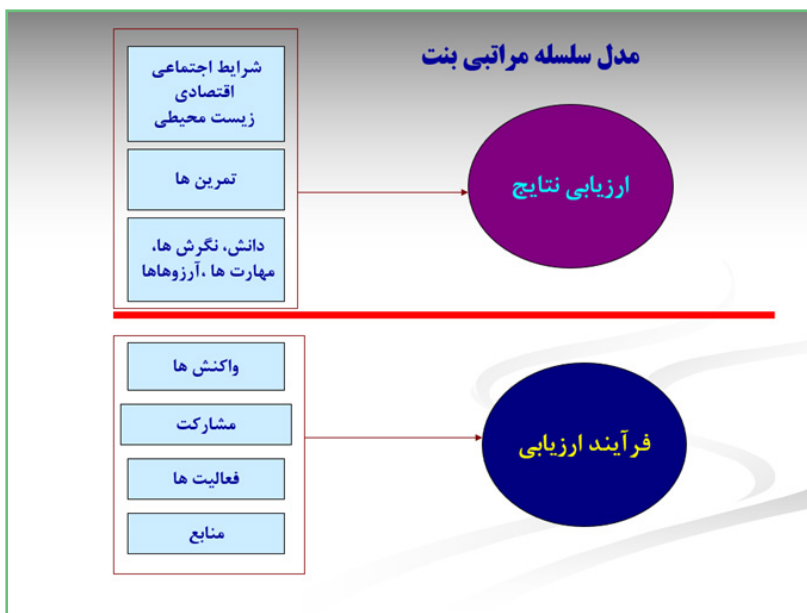 مدل سلسله مراتبی بنت
شرایط اجتماعی
اقتصادی
زیست محیطی
تمرین ها
دانش، نگرش ها،
مهارت ها ،آرزوهاها
ارزیابی نتایج
واکنش ها
مشارکت
فعالیت ها
منابع
فرآیند ارزیابی